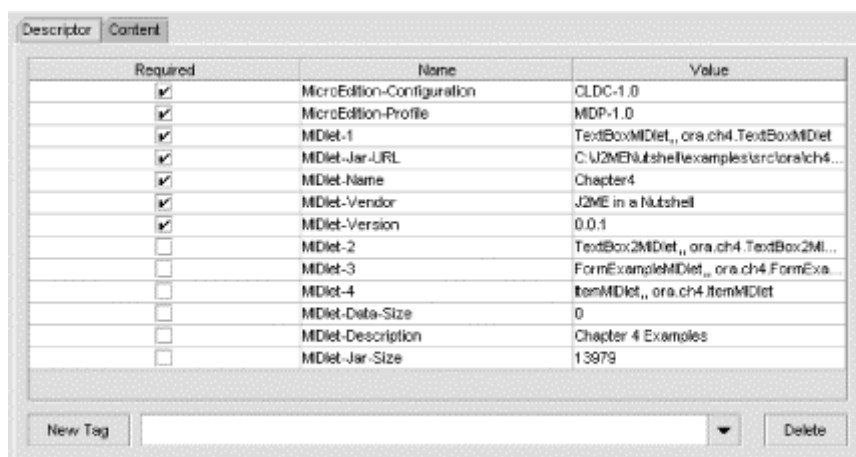 Descriptor Content
Required Name Value
MicroEdition-Configuration CLDC-1.0
MicroEdition-Profile MIDP-1.0
MIDlet-1 TextBoxMIDlet,, ora.ch4.TextBoxMIDlet
MIDlet-Jar-URL C:\J2MENutshell\examples\src\ora\ch4...
MIDlet-Name Chapter4
MIDlet-Vendor J2ME in a Nutshell
MIDlet-Version 0.0.1
MIDlet-2 TextBox2MIDlet,, ora.ch4.TextBox2MI...
MIDlet-3 FormExampleMIDlet,, ora.ch4.FormExa...
MIDlet-4 ItemMIDlet,, ora.ch4.ItemMIDlet
MIDlet-Data-Size 0
MIDlet-Description Chapter 4 Examples
MIDlet-Jar-Size 13979
New Tag Delete